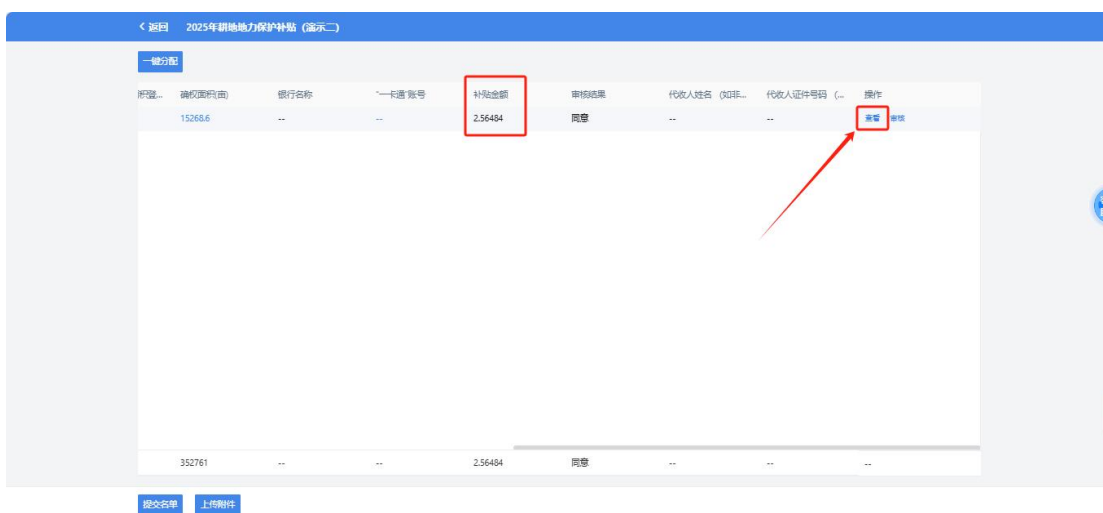 < 返回 2025年耕地地力保护补贴（演示二）
一键分配
积登... 确权面积(亩) 银行名称 "一卡通"账号 补贴金额 审核结果 代收人姓名（如非... 代收人证件号码（... 操作
15268.6 -- -- 2.56484 同意 -- -- 查看 审核
352761 -- -- 2.56484 同意 -- -- --
提交名单 上传附件